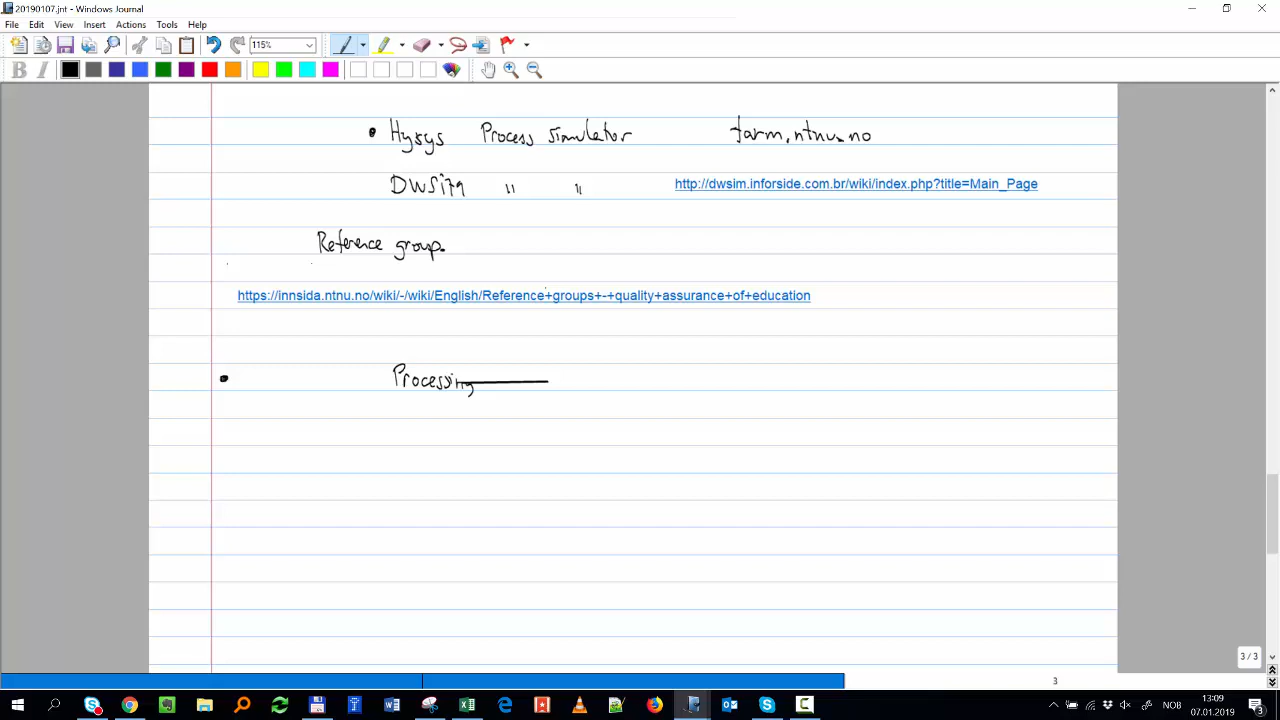 20190107.jnt - Windows Journal
File Edit View Insert Actions Tools Help
115%
B I
• Hysys Process simulator farm.ntnu.no
DWSIM " " http://dwsim.inforside.com.br/wiki/index.php?title=Main_Page
Reference group.
https://innsida.ntnu.no/wiki/-/wiki/English/Reference+groups+-+quality+assurance+of+education
• Processing
3/3
3
NOB
13:09
07.01.2019